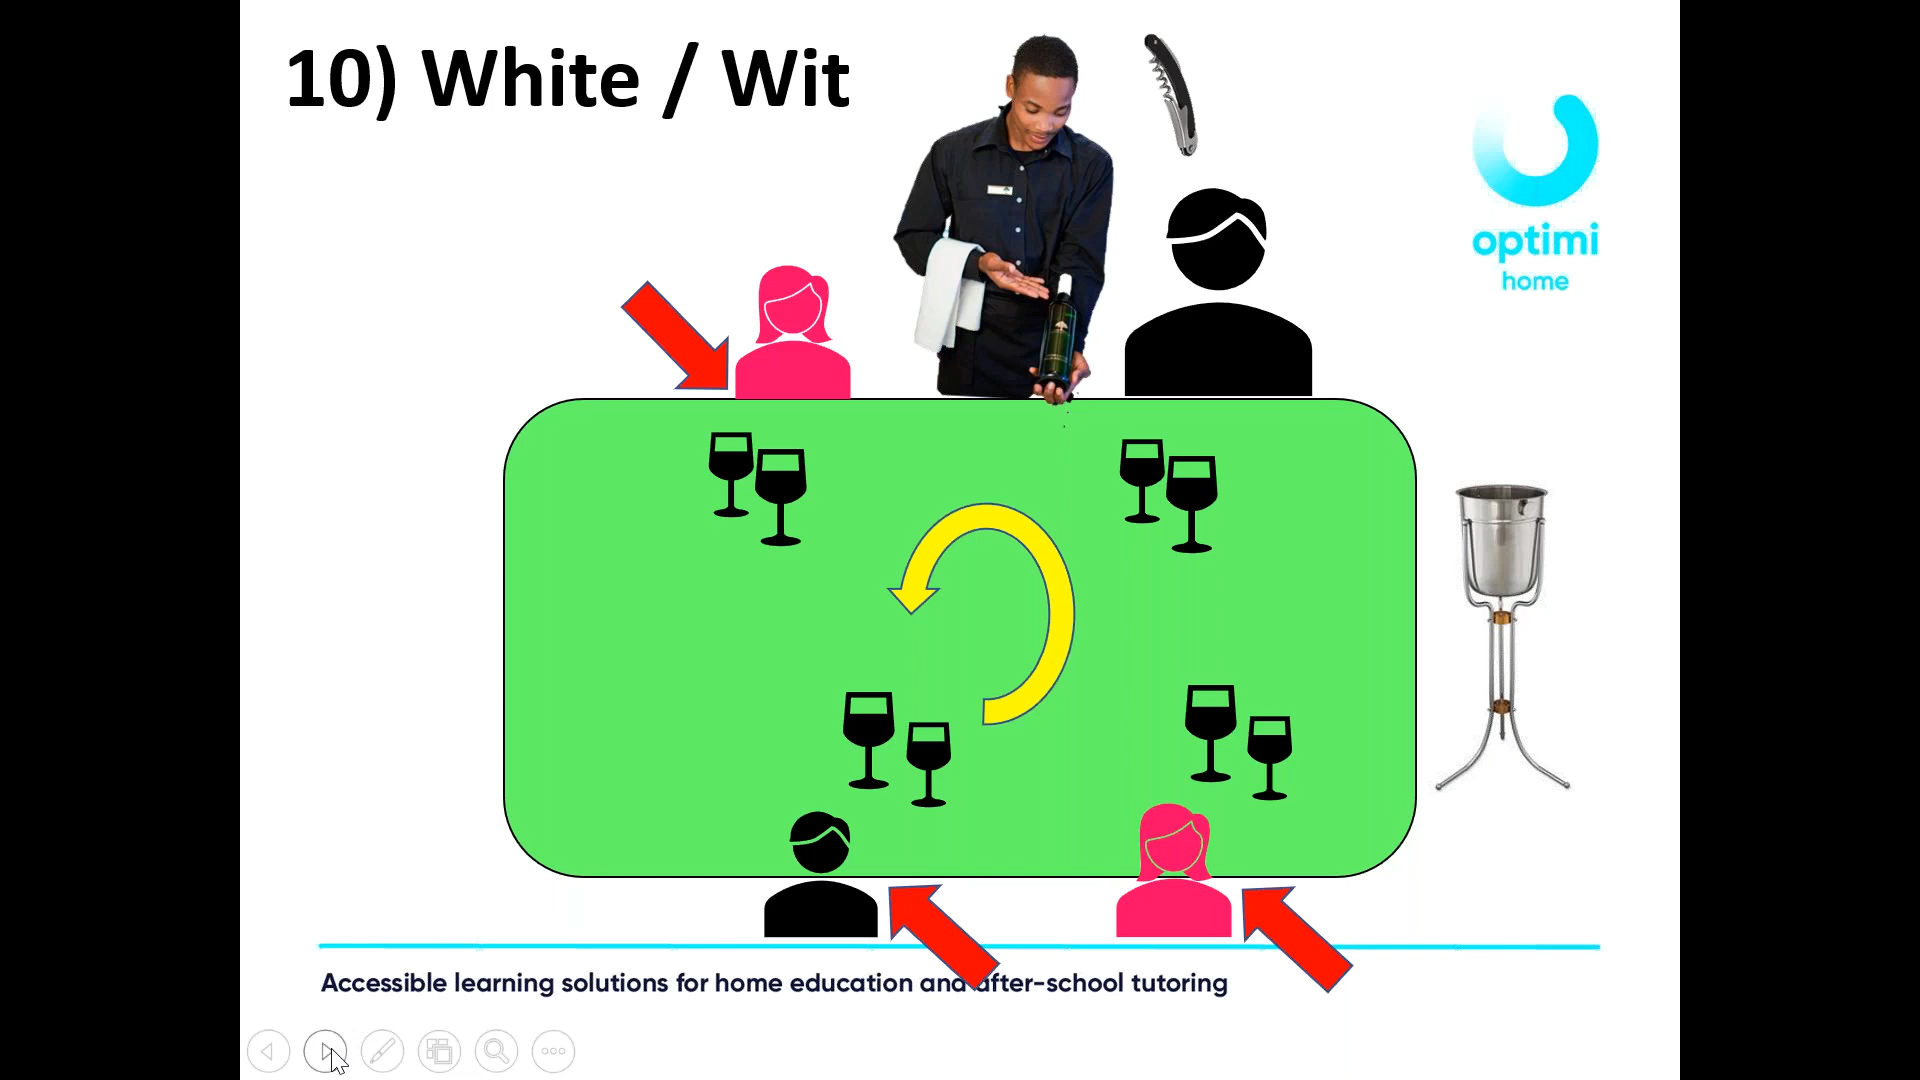 10) White / Wit
optimi
home
Accessible learning solutions for home education and after-school tutoring